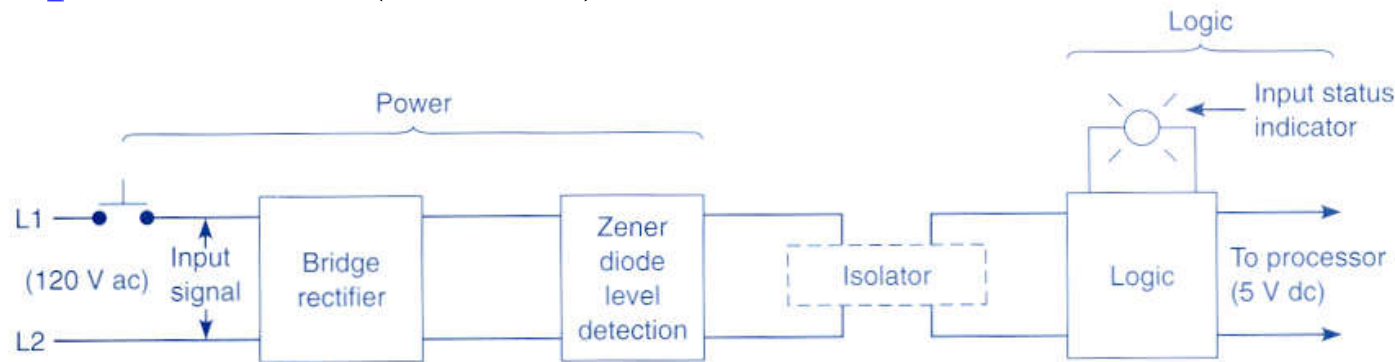 Logic
Power
Input status
indicator
L1
(120 V ac)
L2
Input
signal
Bridge
rectifier
Zener
diode
level
detection
Isolator
Logic
To processor
(5 V dc)